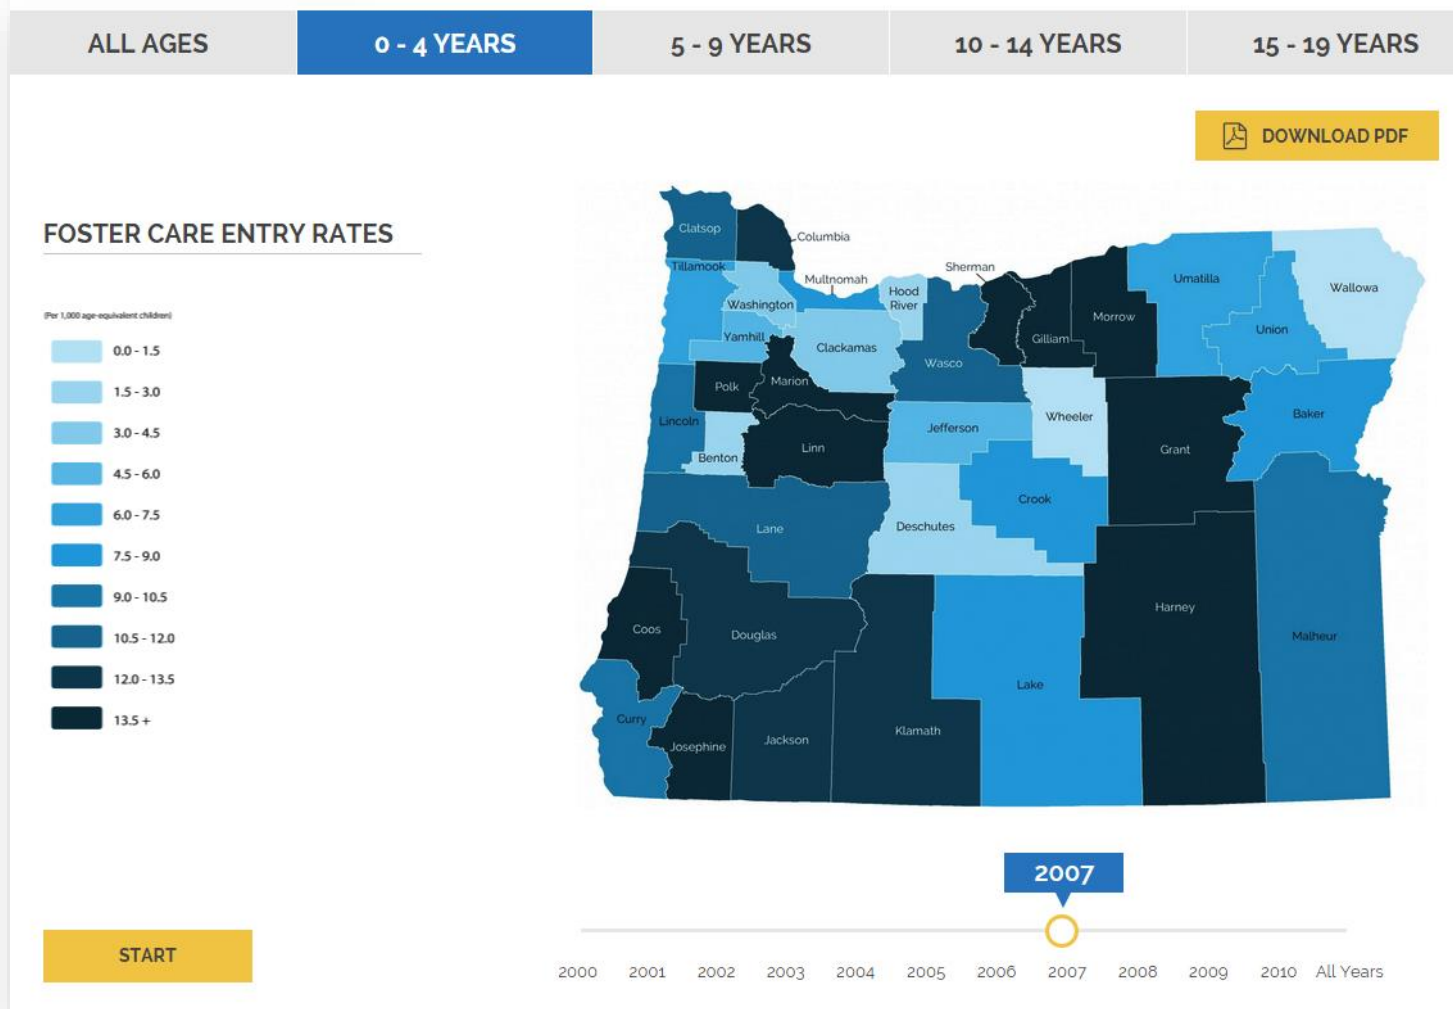 ALL AGES
0 - 4 YEARS
5 - 9 YEARS
10 - 14 YEARS
15 - 19 YEARS
DOWNLOAD PDF
FOSTER CARE ENTRY RATES
(Per 1,000 age-equivalent children)
0.0 - 1.5
1.5 - 3.0
3.0 - 4.5
4.5 - 6.0
6.0 - 7.5
7.5 - 9.0
9.0 - 10.5
10.5 - 12.0
12.0 - 13.5
13.5 +
Clatsop
Columbia
Tillamook
Multnomah
Sherman
Hood
River
Washington
Umatilla
Wallowa
Yamhill
Clackamas
Gilliam
Morrow
Union
Wasco
Polk
Marion
Lincoln
Jefferson
Wheeler
Baker
Benton
Linn
Grant
Crook
Lane
Deschutes
Coos
Douglas
Harney
Malheur
Lake
Curry
Josephine
Jackson
Klamath
2007
START
2000
2001
2002
2003
2004
2005
2006
2007
2008
2009
2010
All Years